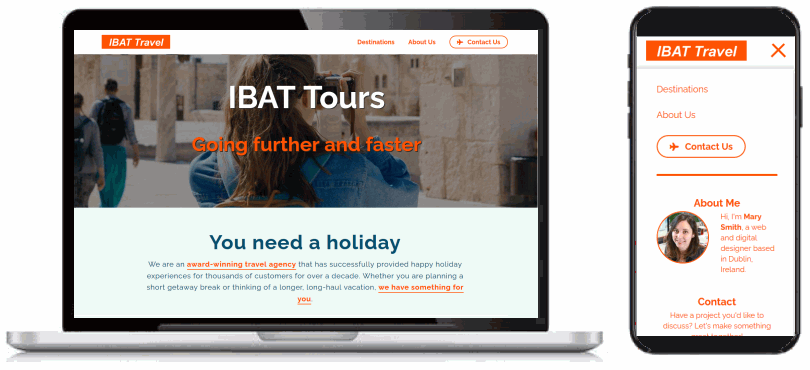 IBAT Travel
Destinations About Us Contact Us
IBAT Tours
Going further and faster
You need a holiday
We are an award-winning travel agency that has successfully provided happy holiday
experiences for thousands of customers for over a decade. Whether you are planning a
short getaway break or thinking of a longer, long-haul vacation, we have something for
you.
IBAT Travel
Destinations
About Us
Contact Us
About Me
Hi, I'm Mary
Smith, a web
and digital
designer based
in Dublin,
Ireland.
Contact
Have a project you'd like to
discuss? Let's make something